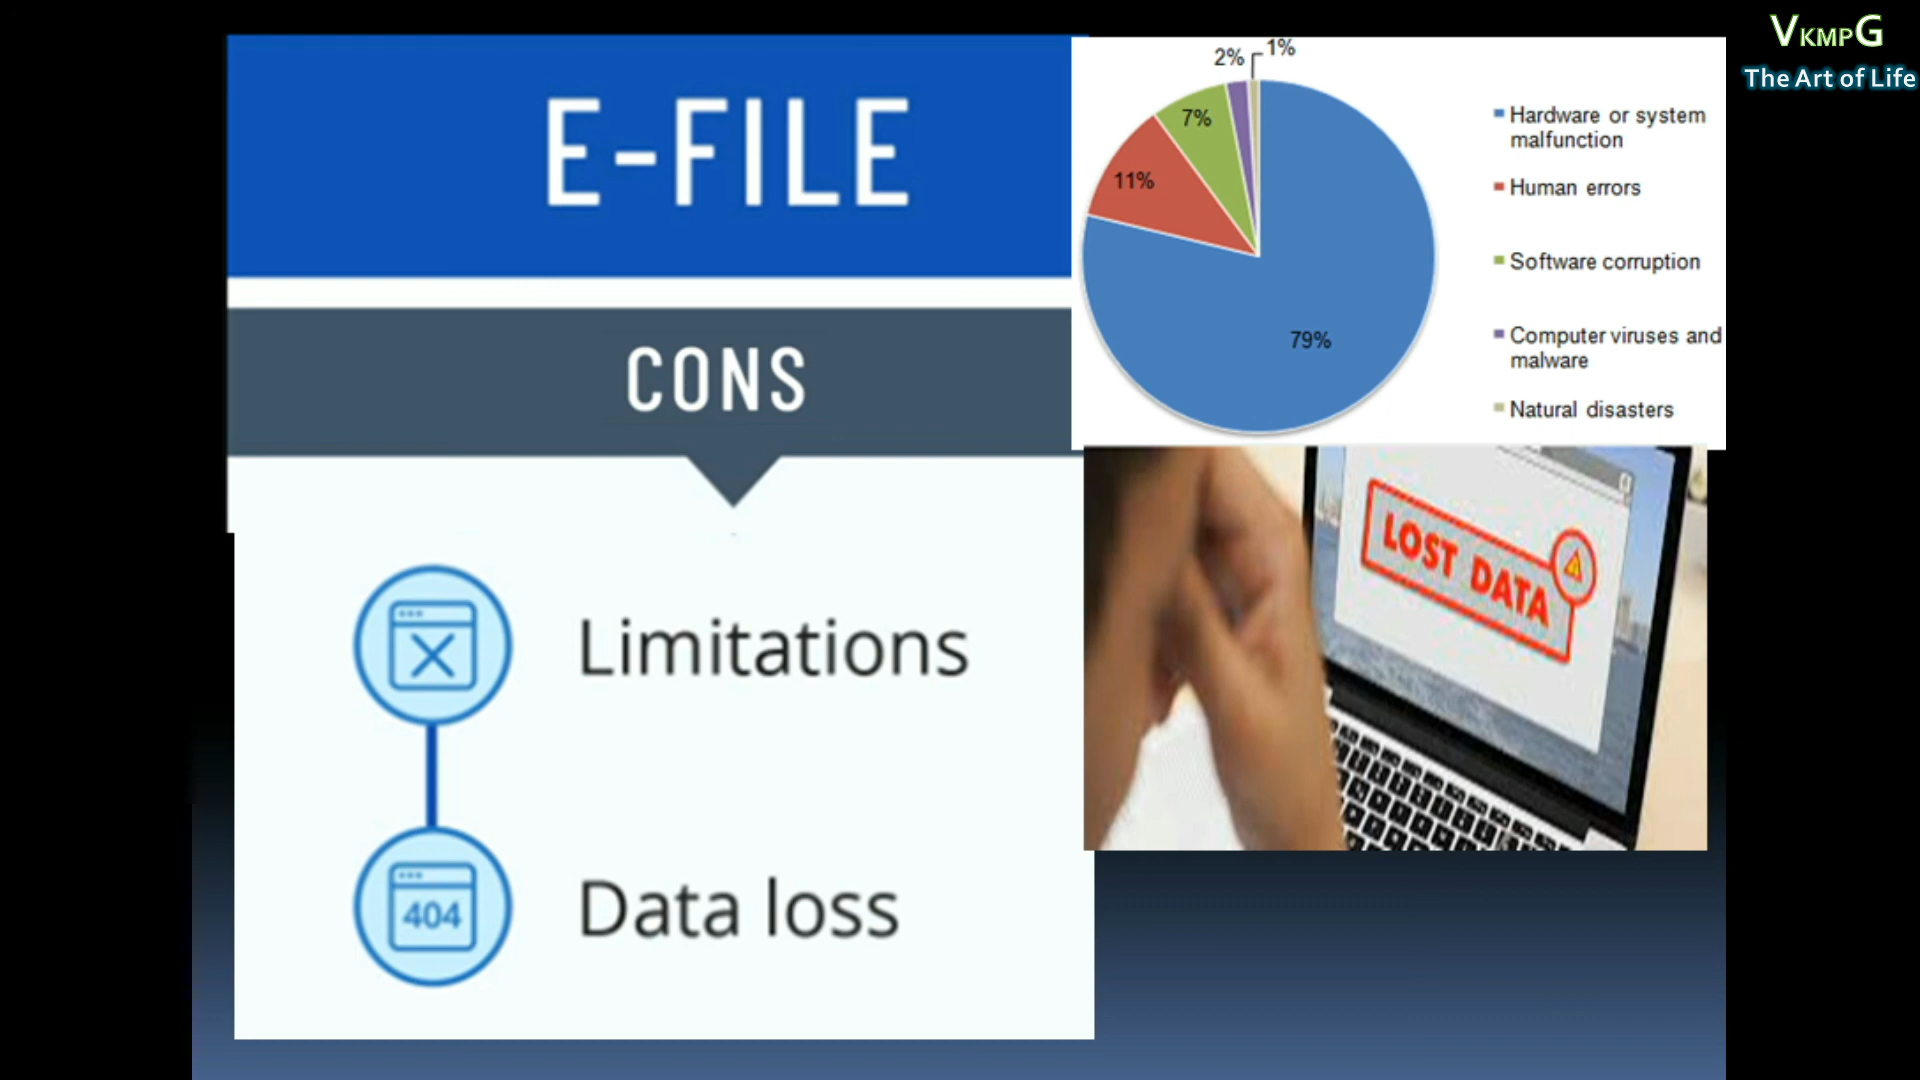 VKMPG
The Art of Life
E-FILE
CONS
Limitations
404
Data loss
2%
1%
7%
11%
79%
Hardware or system
malfunction
Human errors
Software corruption
Computer viruses and
malware
Natural disasters
LOST DATA